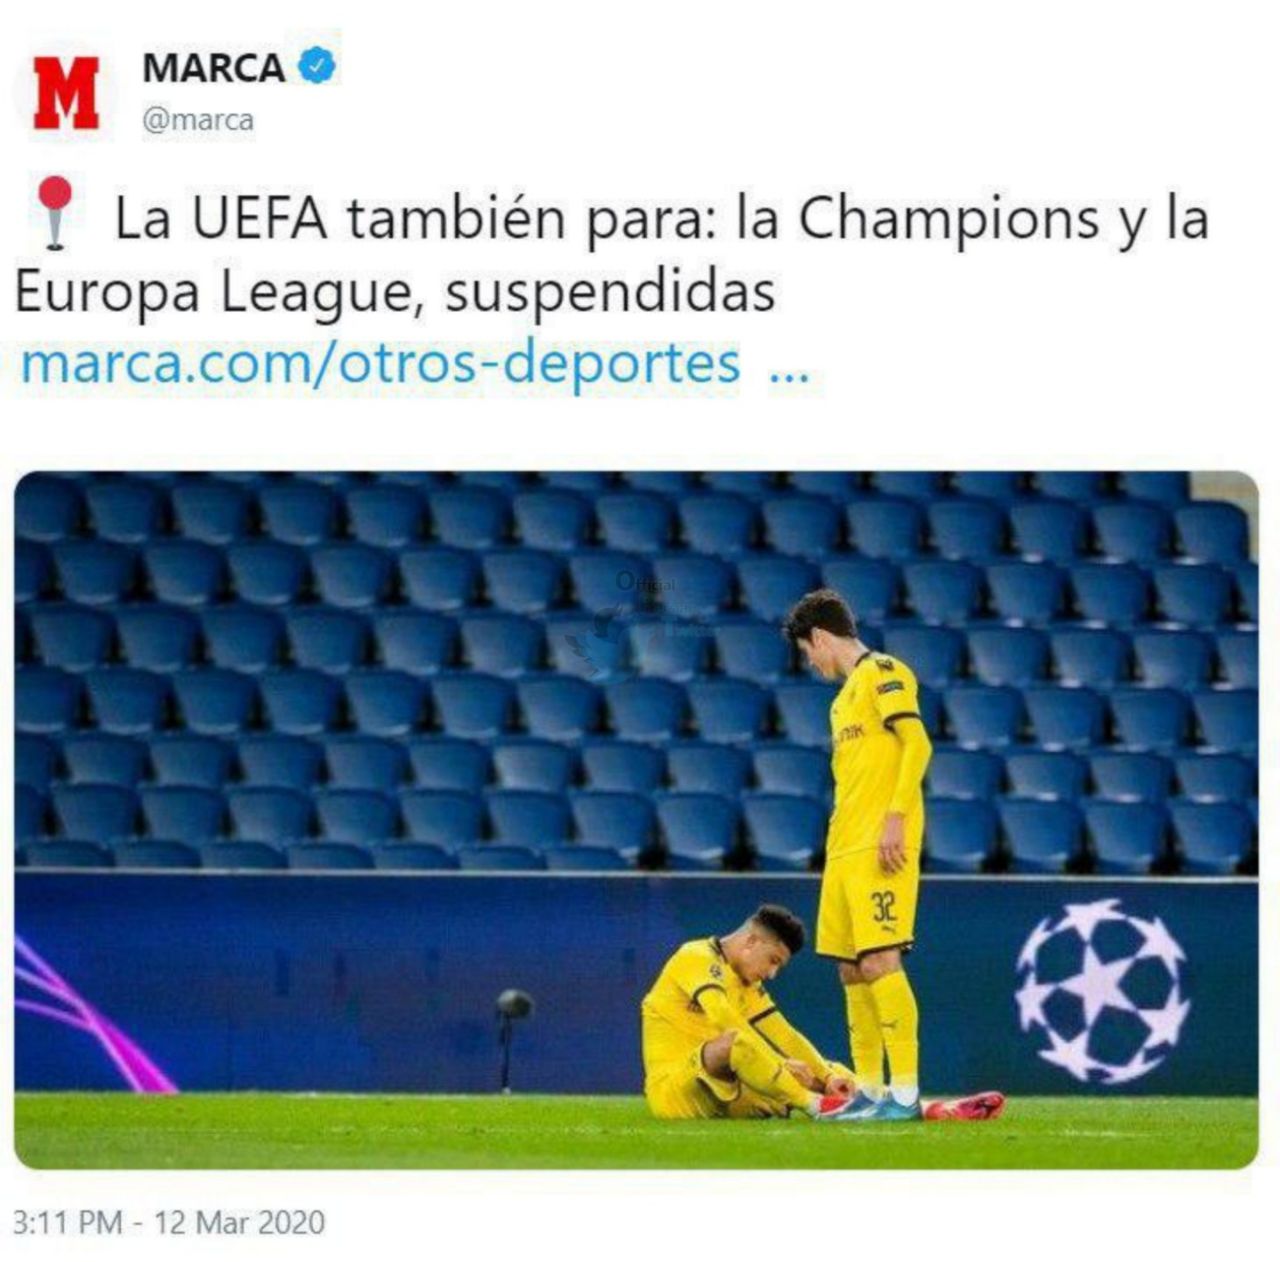 M
MARCA
@marca
La UEFA también para: la Champions y la
Europa League, suspendidas
marca.com/otros-deportes ...
Official
32
3:11 PM - 12 Mar 2020